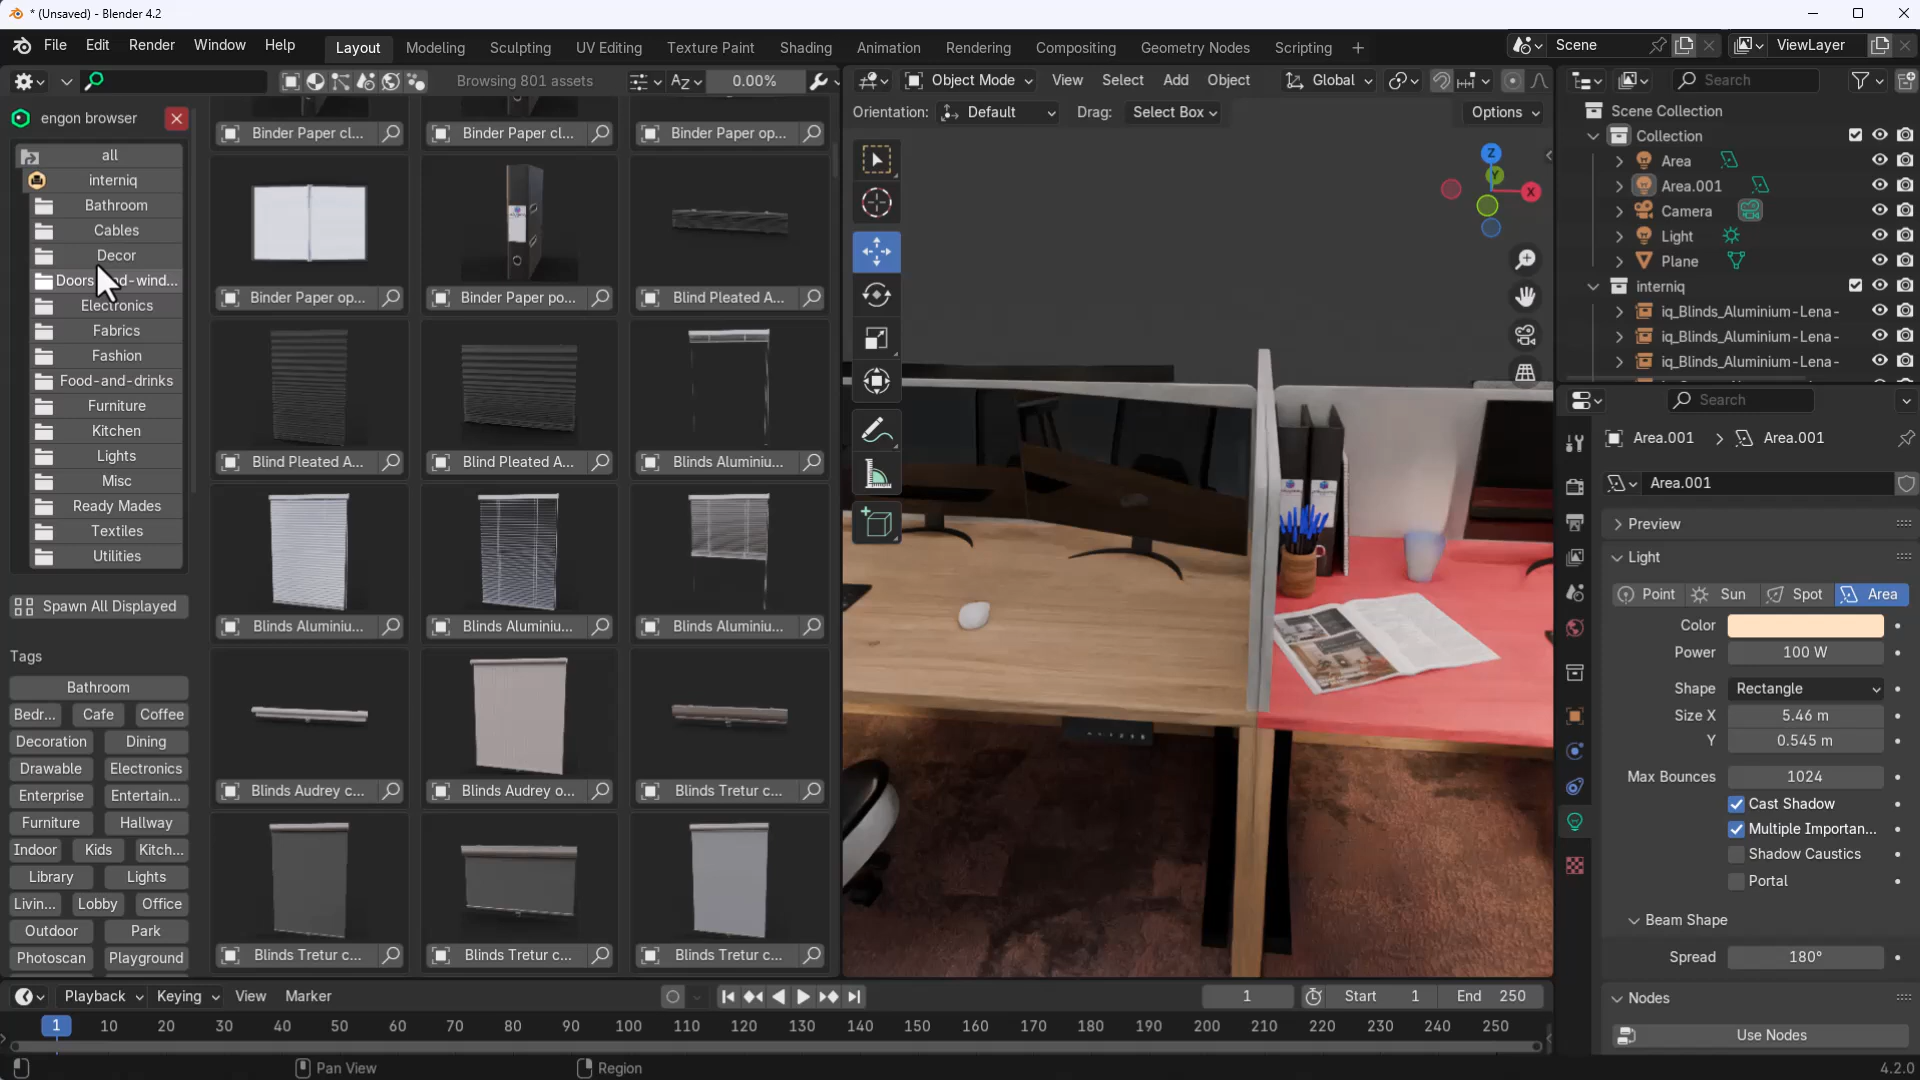 * (Unsaved) - Blender 4.2
File Edit Render Window Help
Layout Modeling Sculpting UV Editing Texture Paint Shading Animation Rendering Compositing Geometry Nodes Scripting +
Scene
ViewLayer
Browsing 801 assets
0.00%
Object Mode
View Select Add Object
Global
Search
engon browser
all
interniq
Bathroom
Cables
Decor
Electronics
Fabrics
Fashion
Food-and-drinks
Furniture
Kitchen
Lights
Misc
Ready Mades
Textiles
Utilities
Spawn All Displayed
Tags
Bathroom
Bedr... Cafe Coffee
Decoration Dining
Drawable Electronics
Enterprise Entertain...
Furniture Hallway
Indoor Kids Kitch...
Library Lights
Livin... Lobby Office
Outdoor Park
Photoscan Playground
Binder Paper cl... Binder Paper cl... Binder Paper op...
Binder Paper op... Binder Paper po... Blind Pleated A...
Blind Pleated A... Blind Pleated A... Blinds Aluminiu...
Blinds Aluminiu... Blinds Aluminiu... Blinds Aluminiu...
Blinds Audrey c... Blinds Audrey o... Blinds Tretur c...
Blinds Tretur c... Blinds Tretur c... Blinds Tretur c...
Orientation: Default Drag: Select Box Options
Z
Y
X
Scene Collection
Collection
Area
Area.001
Camera
Light
Plane
interniq
iq_Blinds_Aluminium-Lena-
iq_Blinds_Aluminium-Lena-
iq_Blinds_Aluminium-Lena-
Search
Area.001 > Area.001
Area.001
Preview
Light
Point Sun Spot Area
Color
Power 100 W
Shape Rectangle
Size X 5.46 m
Y 0.545 m
Max Bounces 1024
Cast Shadow
Multiple Importan...
Shadow Caustics
Portal
Beam Shape
Spread 180°
Nodes
Use Nodes
Playback Keying View Marker
1 Start 1 End 250
1 10 20 30 40 50 60 70 80 90 100 110 120 130 140 150 160 170 180 190 200 210 220 230 240 250
Pan View Region
4.2.0